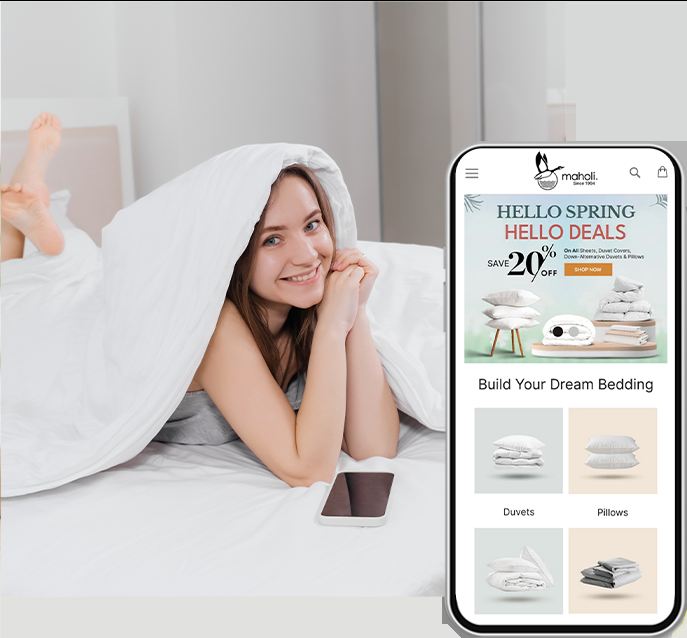 maholi.
Since 1994
HELLO SPRING
HELLO DEALS
SAVE 20% OFF
On All Sheets, Duvet Covers,
Down-Alternative Duvets & Pillows
SHOP NOW
Build Your Dream Bedding
Duvets
Pillows